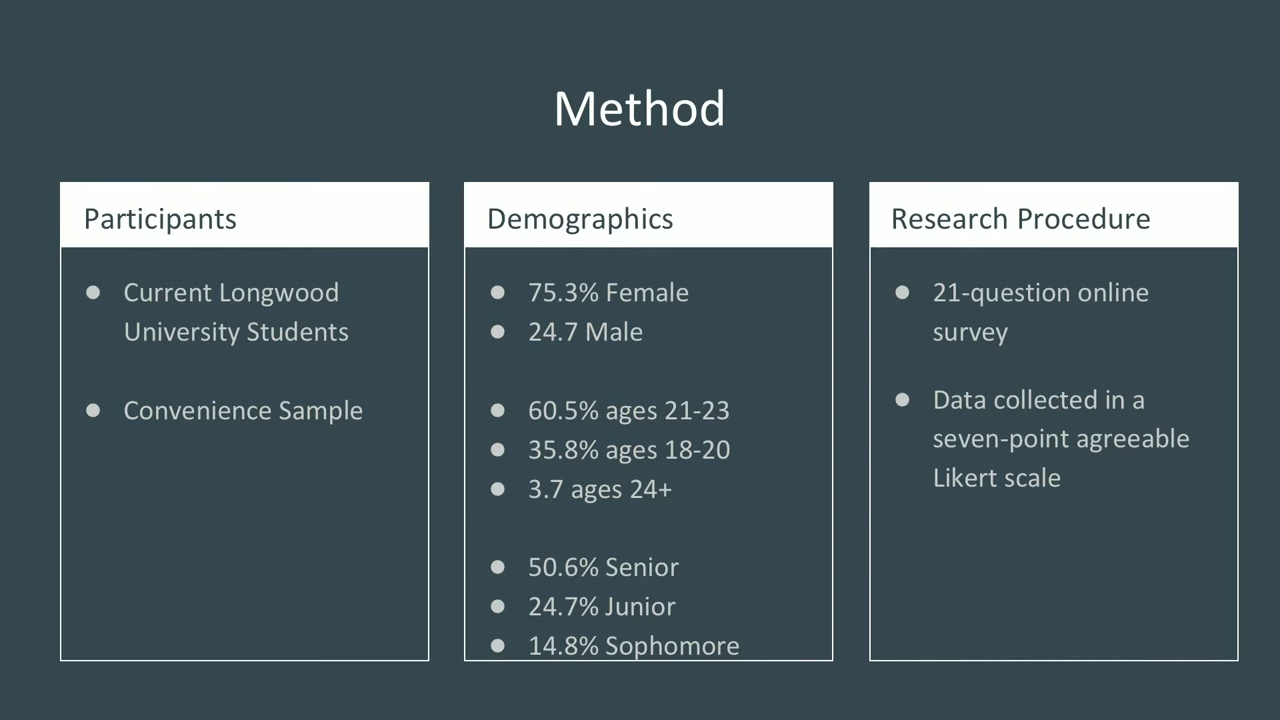 Method
Participants
● Current Longwood
University Students
● Convenience Sample
Demographics
● 75.3% Female
● 24.7 Male
● 60.5% ages 21-23
● 35.8% ages 18-20
● 3.7 ages 24+
● 50.6% Senior
● 24.7% Junior
● 14.8% Sophomore
Research Procedure
● 21-question online
survey
● Data collected in a
seven-point agreeable
Likert scale